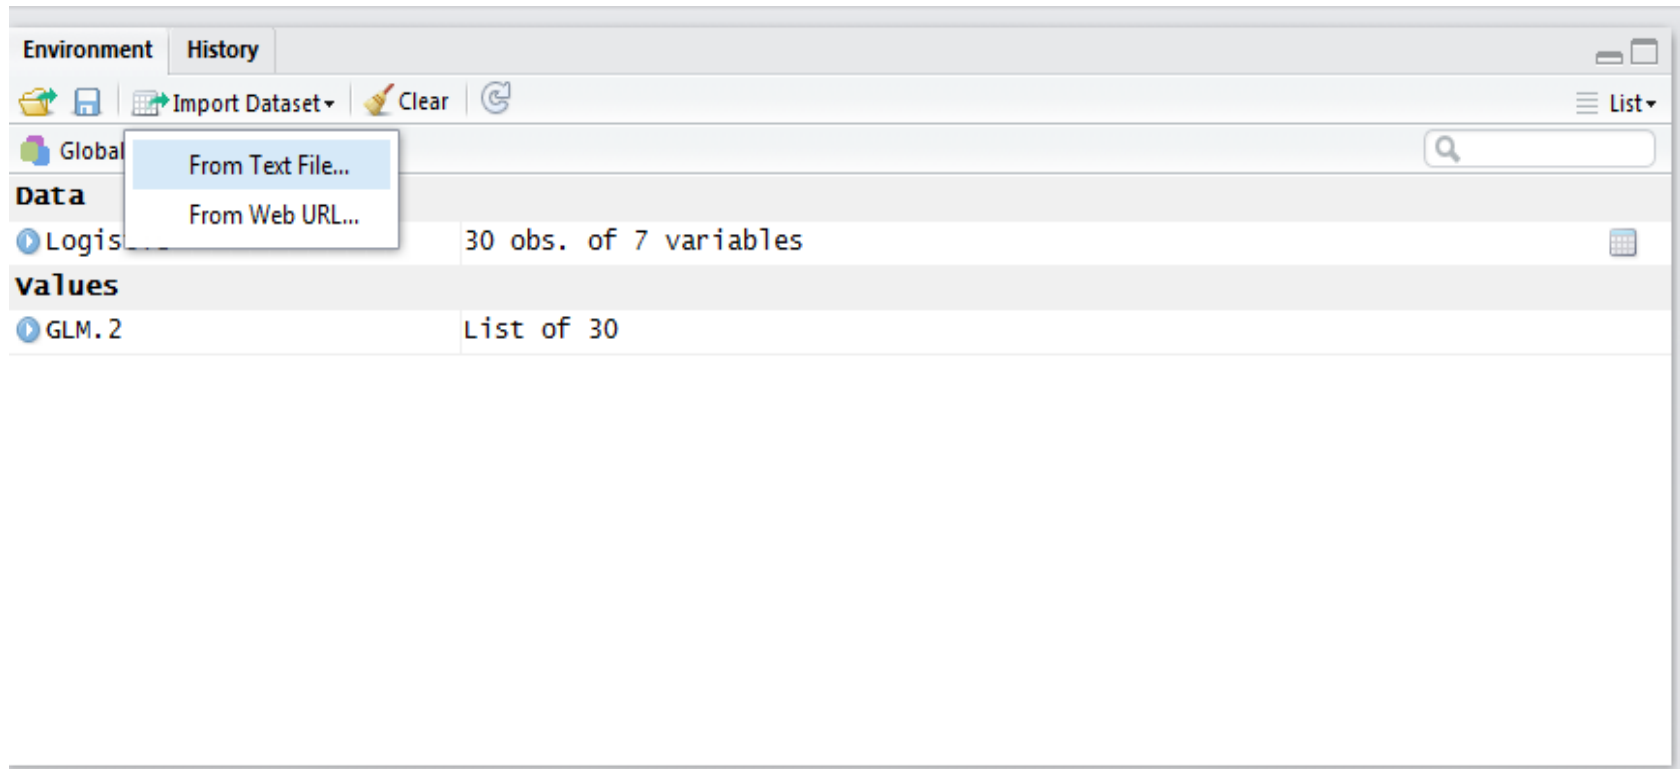 Environment History
Import Dataset Clear List
Global
From Text File...
Data
From Web URL...
30 obs. of 7 variables
Values
GLM.2 List of 30